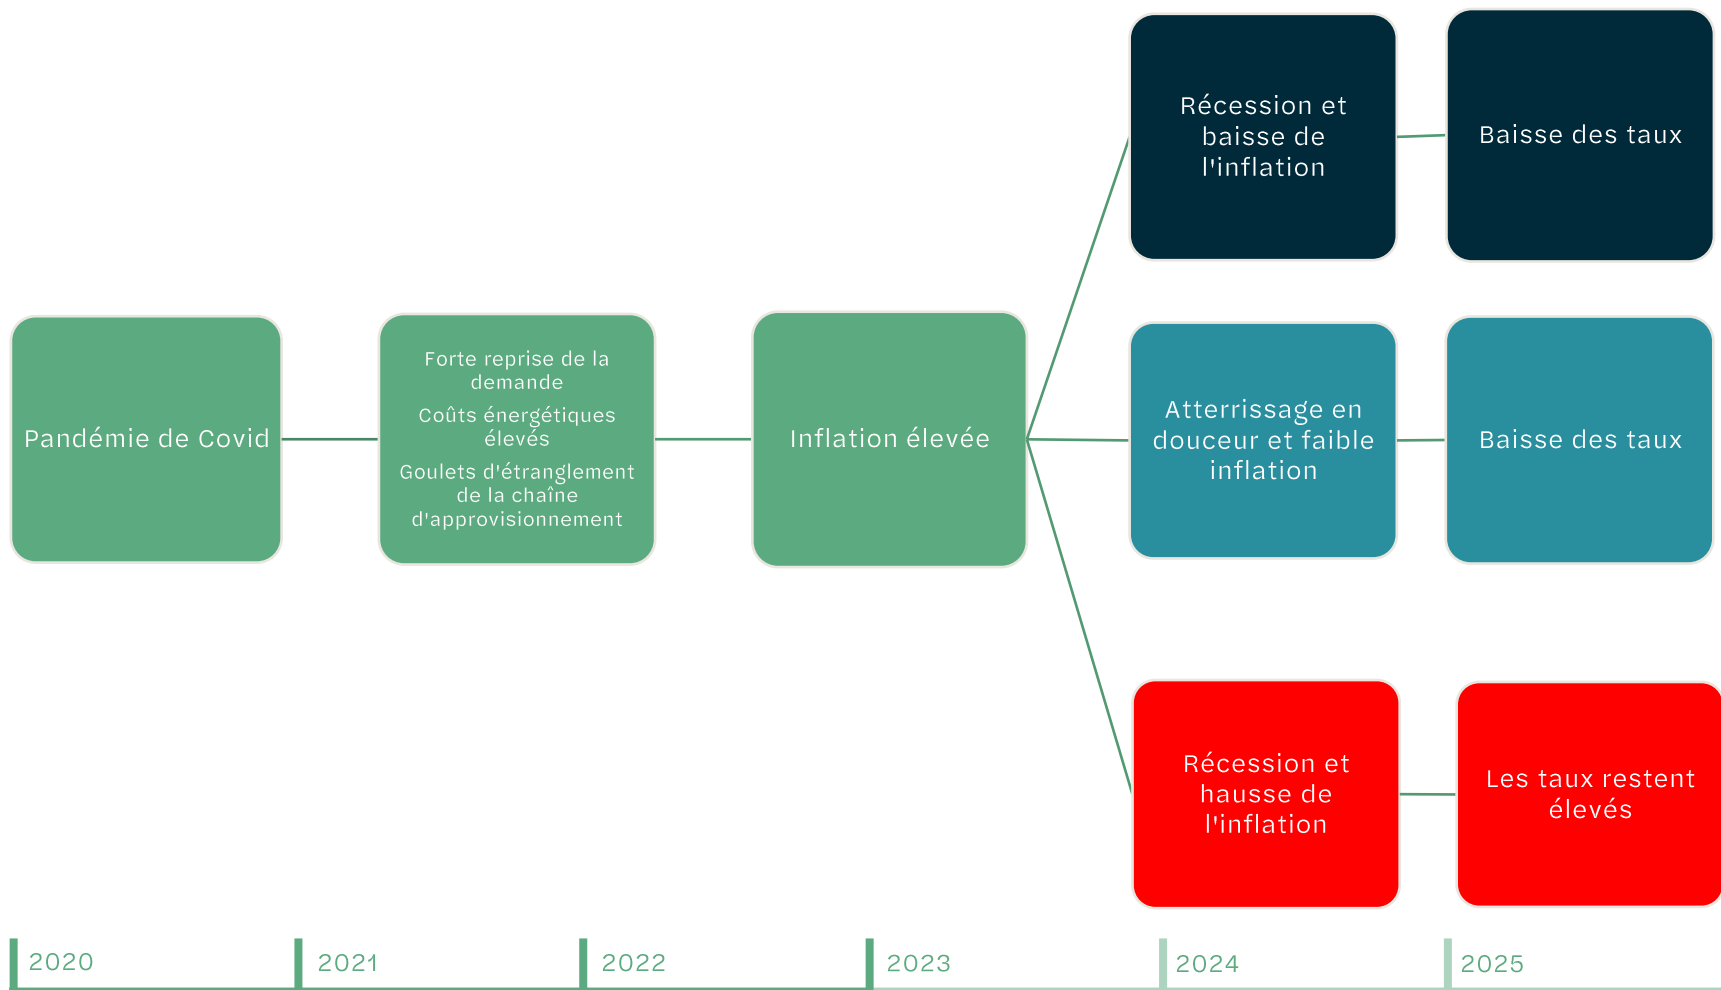 Pandémie de Covid
Forte reprise de la
demande
Coûts énergétiques
élevés
Goulets d'étranglement
de la chaîne
d'approvisionnement
Inflation élevée
Récession et
baisse de
l'inflation
Baisse des taux
Atterrissage en
douceur et faible
inflation
Baisse des taux
Récession et
hausse de
l'inflation
Les taux restent
élevés
2020
2021
2022
2023
2024
2025